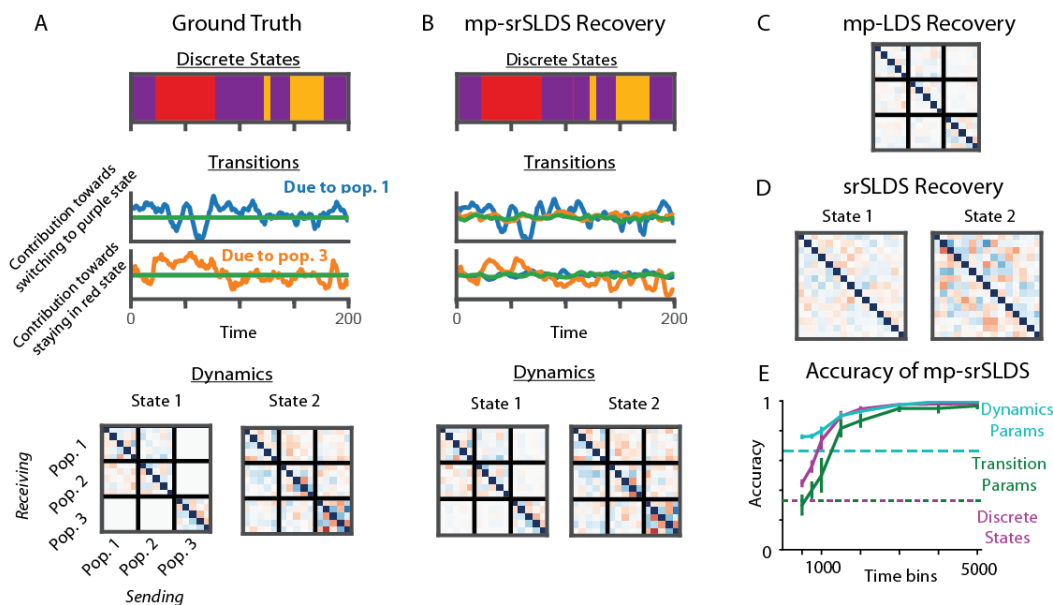 A
Ground Truth
Discrete States
Transitions
Contribution towards
switching to purple state
Due to pop. 1
Contribution towards
staying in red state
Due to pop. 3
0
200
Time
Dynamics
State 1
State 2
Receiving
Pop. 1
Pop. 2
Pop. 3
Pop. 1
Pop. 2
Pop. 3
Sending
B
mp-srSLDS Recovery
Discrete States
Transitions
0
200
Time
Dynamics
State 1
State 2
C
mp-LDS Recovery
D
srSLDS Recovery
State 1
State 2
E
Accuracy of mp-srSLDS
1
Accuracy
0
Dynamics
Params
Transition
Params
Discrete
States
1000
Time bins
5000